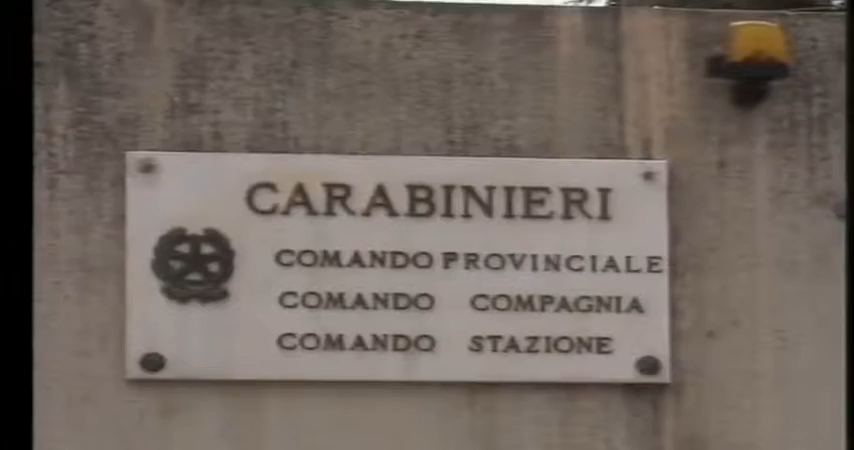 CARABINIERI
COMANDO PROVINCIALE
COMANDO COMPAGNIA
COMANDO STAZIONE